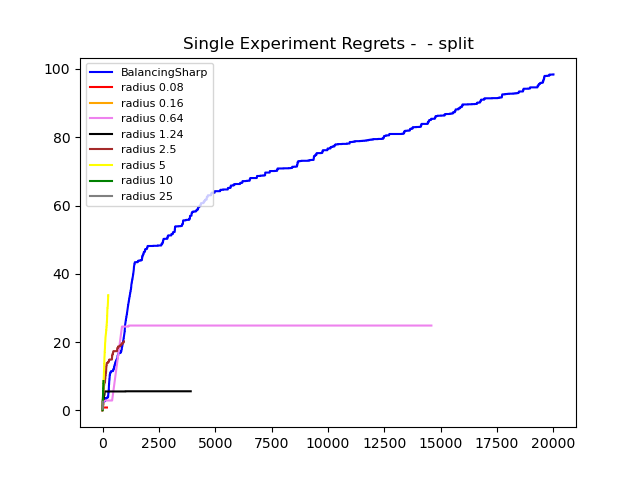 Single Experiment Regrets -  - split
100
80
60
40
20
0
BalancingSharp
radius 0.08
radius 0.16
radius 0.64
radius 1.24
radius 2.5
radius 5
radius 10
radius 25
0 2500 5000 7500 10000 12500 15000 17500 20000